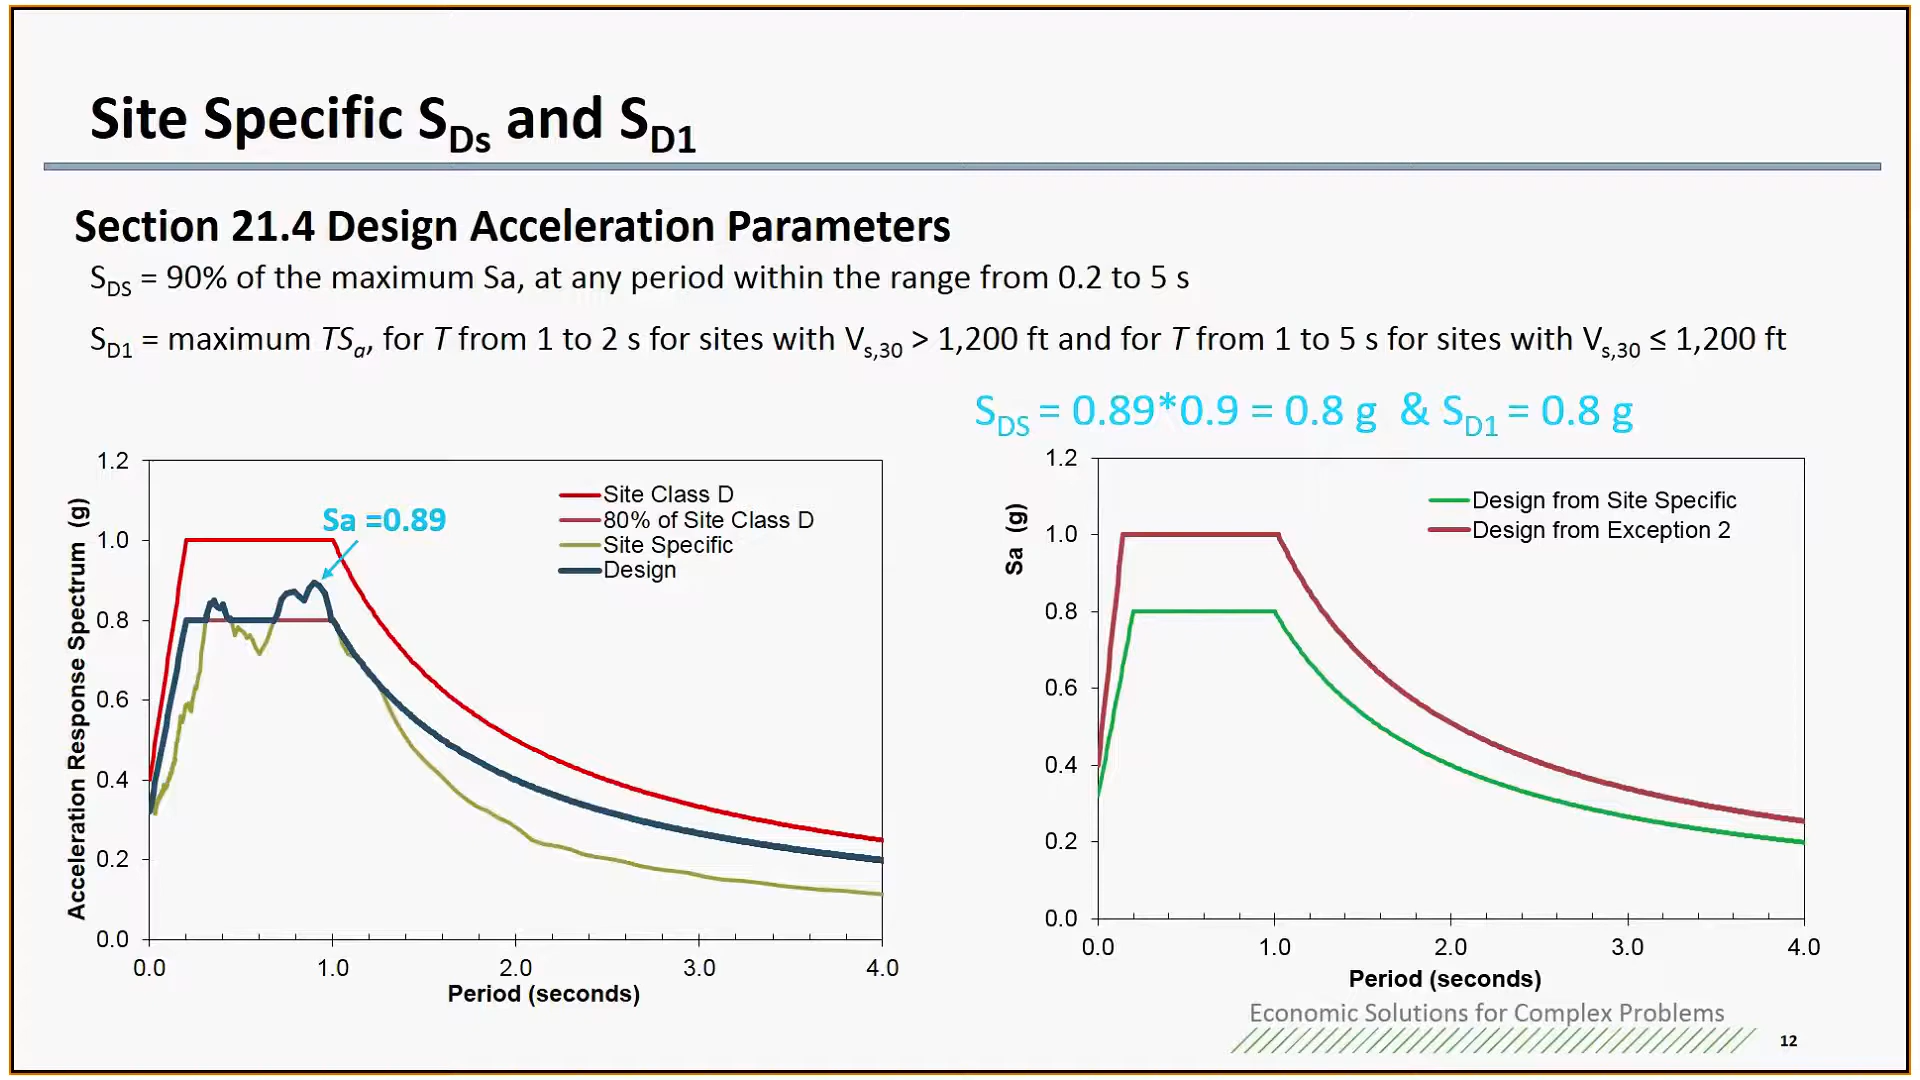 Site Specific SDs and SD1
Section 21.4 Design Acceleration Parameters
SDS = 90% of the maximum Sa, at any period within the range from 0.2 to 5 s
SD1 = maximum TSa, for T from 1 to 2 s for sites with Vs,30 > 1,200 ft and for T from 1 to 5 s for sites with Vs,30 ≤ 1,200 ft
SDS = 0.89*0.9 = 0.8 g & SD1 = 0.8 g
Acceleration Response Spectrum (g)
1.2
1.0
0.8
0.6
0.4
0.2
0.0
Sa =0.89
Site Class D
80% of Site Class D
Site Specific
Design
0.0 1.0 2.0 3.0 4.0
Period (seconds)
Sa (g)
1.2
1.0
0.8
0.6
0.4
0.2
0.0
Design from Site Specific
Design from Exception 2
0.0 1.0 2.0 3.0 4.0
Period (seconds)
Economic Solutions for Complex Problems
12